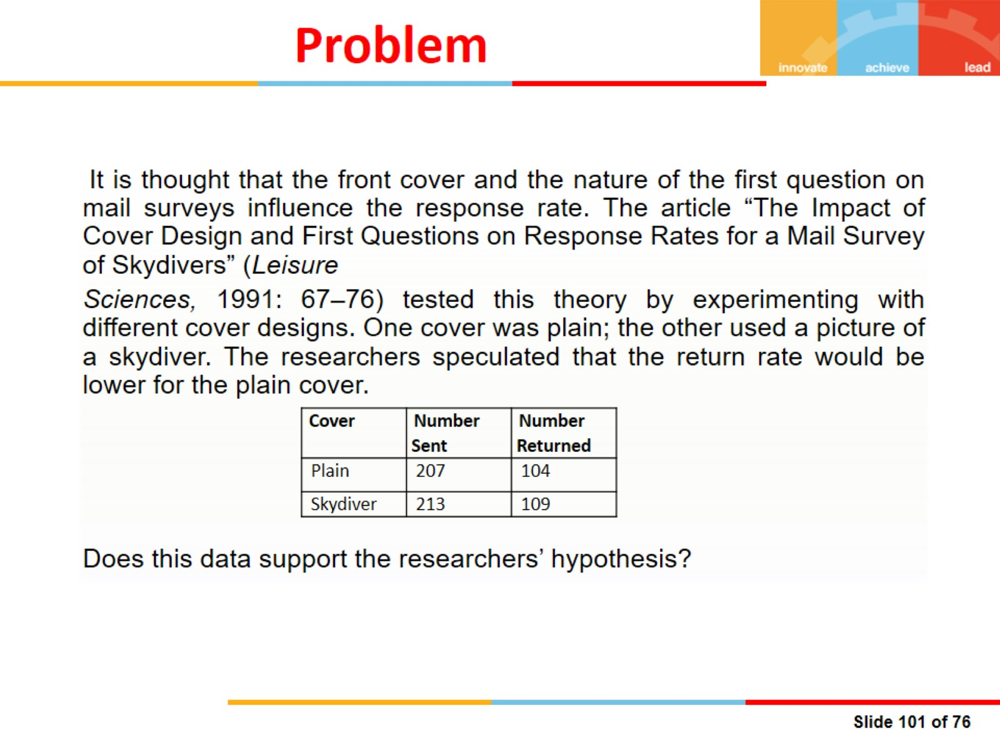 Problem
innovate achieve lead
It is thought that the front cover and the nature of the first question on
mail surveys influence the response rate. The article “The Impact of
Cover Design and First Questions on Response Rates for a Mail Survey
of Skydivers” (Leisure
Sciences, 1991: 67–76) tested this theory by experimenting with
different cover designs. One cover was plain; the other used a picture of
a skydiver. The researchers speculated that the return rate would be
lower for the plain cover.
Cover Number Number
Sent Returned
Plain 207 104
Skydiver 213 109
Does this data support the researchers’ hypothesis?
Slide 101 of 76